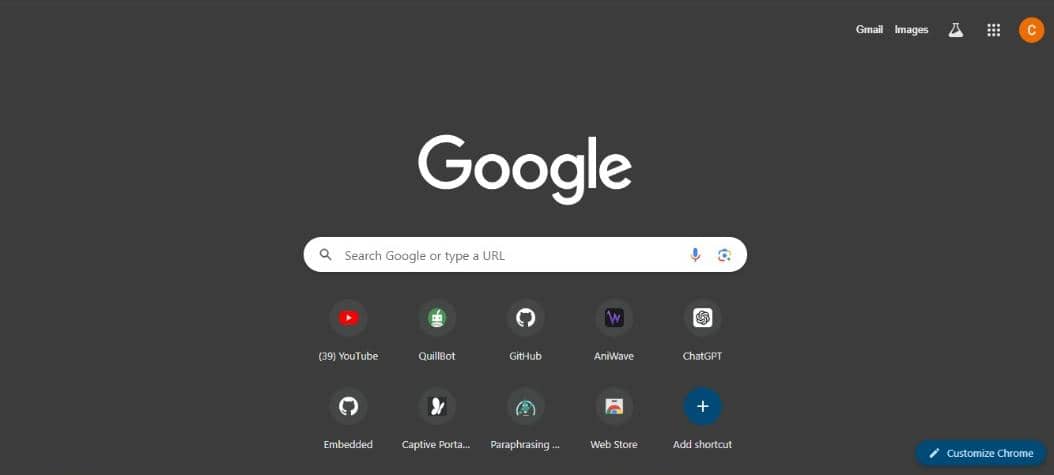 Gmail Images C
Google
Search Google or type a URL
(39) YouTube QuillBot GitHub AniWave ChatGPT
Embedded Captive Porta... Paraphrasing ... Web Store Add shortcut
Customize Chrome